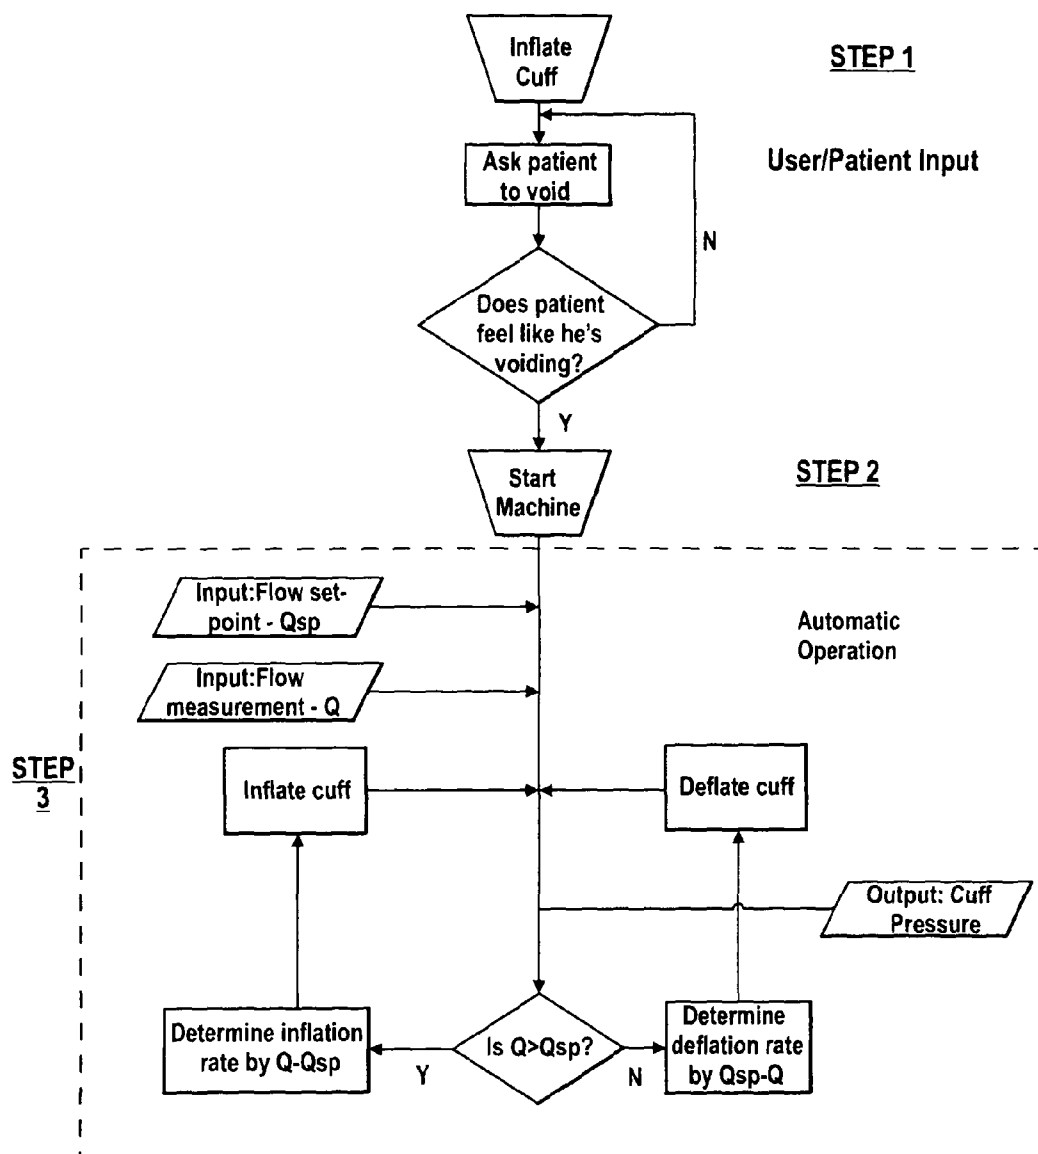 Inflate
Cuff
STEP 1
Ask patient
to void
User/Patient Input
N
Does patient
feel like he's
voiding?
Y
Start
Machine
STEP 2
Input:Flow set-
point - Qsp
Automatic
Operation
Input:Flow
measurement - Q
STEP
3
Inflate cuff
Deflate cuff
Output: Cuff
Pressure
Determine inflation
rate by Q-Qsp
Y
Is Q>Qsp?
N
Determine
deflation rate
by Qsp-Q